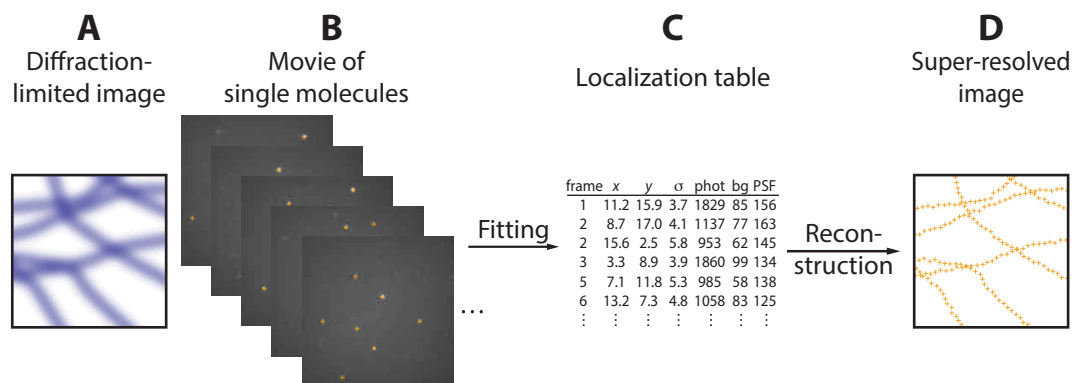 A
Diffraction-
limited image
B
Movie of
single molecules
...
Fitting
C
Localization table
frame x y σ phot bg PSF
1 11.2 15.9 3.7 1829 85 156
2 8.7 17.0 4.1 1137 77 163
2 15.6 2.5 5.8 953 62 145
3 3.3 8.9 3.9 1860 99 134
5 7.1 11.8 5.3 985 58 138
6 13.2 7.3 4.8 1058 83 125
⋮ ⋮ ⋮ ⋮ ⋮ ⋮ ⋮
Recon-
struction
D
Super-resolved
image